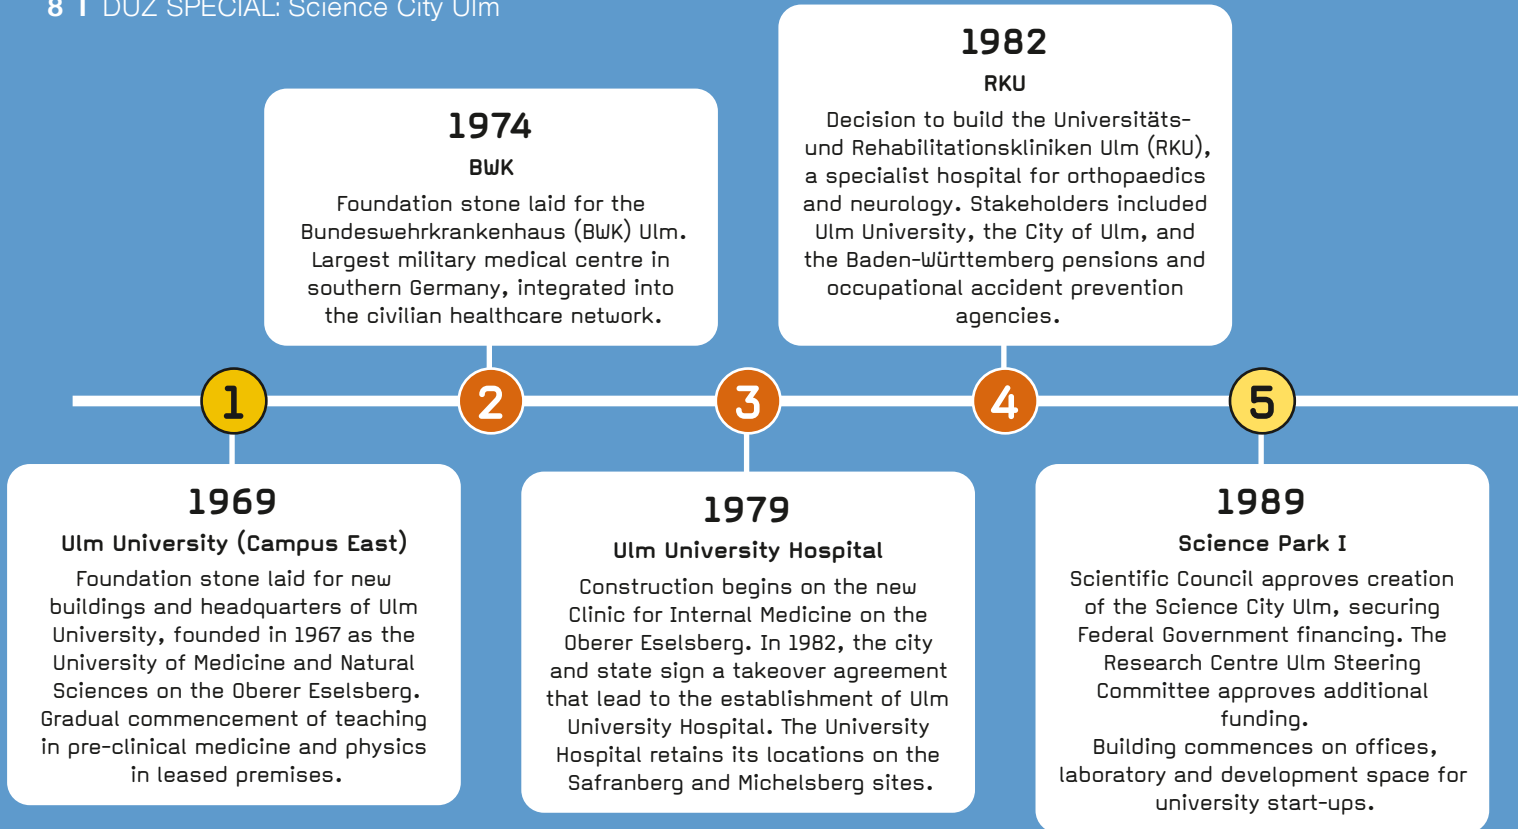 8 I DUZ SPECIAL: Science City Ulm
1974
BWK
Foundation stone laid for the
Bundeswehrkrankenhaus (BWK) Ulm.
Largest military medical centre in
southern Germany, integrated into
the civilian healthcare network.
1982
RKU
Decision to build the Universitäts-
und Rehabilitationskliniken Ulm (RKU),
a specialist hospital for orthopaedics
and neurology. Stakeholders included
Ulm University, the City of Ulm, and
the Baden-Württemberg pensions and
occupational accident prevention
agencies.
1
2
3
4
5
1969
Ulm University (Campus East)
Foundation stone laid for new
buildings and headquarters of Ulm
University, founded in 1967 as the
University of Medicine and Natural
Sciences on the Oberer Eselsberg.
Gradual commencement of teaching
in pre-clinical medicine and physics
in leased premises.
1979
Ulm University Hospital
Construction begins on the new
Clinic for Internal Medicine on the
Oberer Eselsberg. In 1982, the city
and state sign a takeover agreement
that lead to the establishment of Ulm
University Hospital. The University
Hospital retains its locations on the
Safranberg and Michelsberg sites.
1989
Science Park I
Scientific Council approves creation
of the Science City Ulm, securing
Federal Government financing. The
Research Centre Ulm Steering
Committee approves additional
funding.
Building commences on offices,
laboratory and development space for
university start-ups.